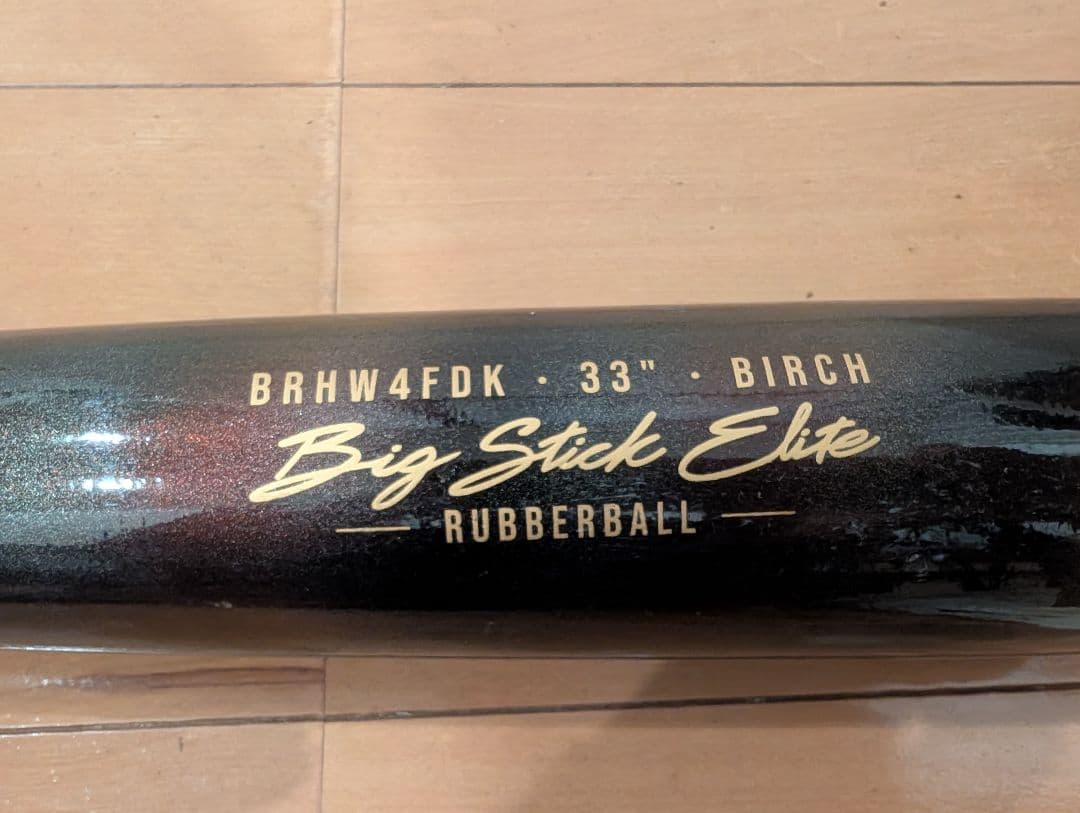 BRHW4FDK · 33" · BIRCH
Big Stick Elite
RUBBERBALL